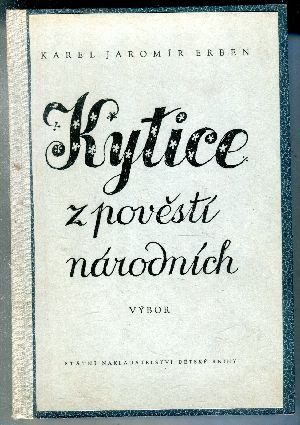 KAREL JAROMÍR ERBEN
Kytice
z pověstí
národních
VÝBOR
STÁTNÍ NAKLADATELSTVÍ DĚTSKÉ KNIHY